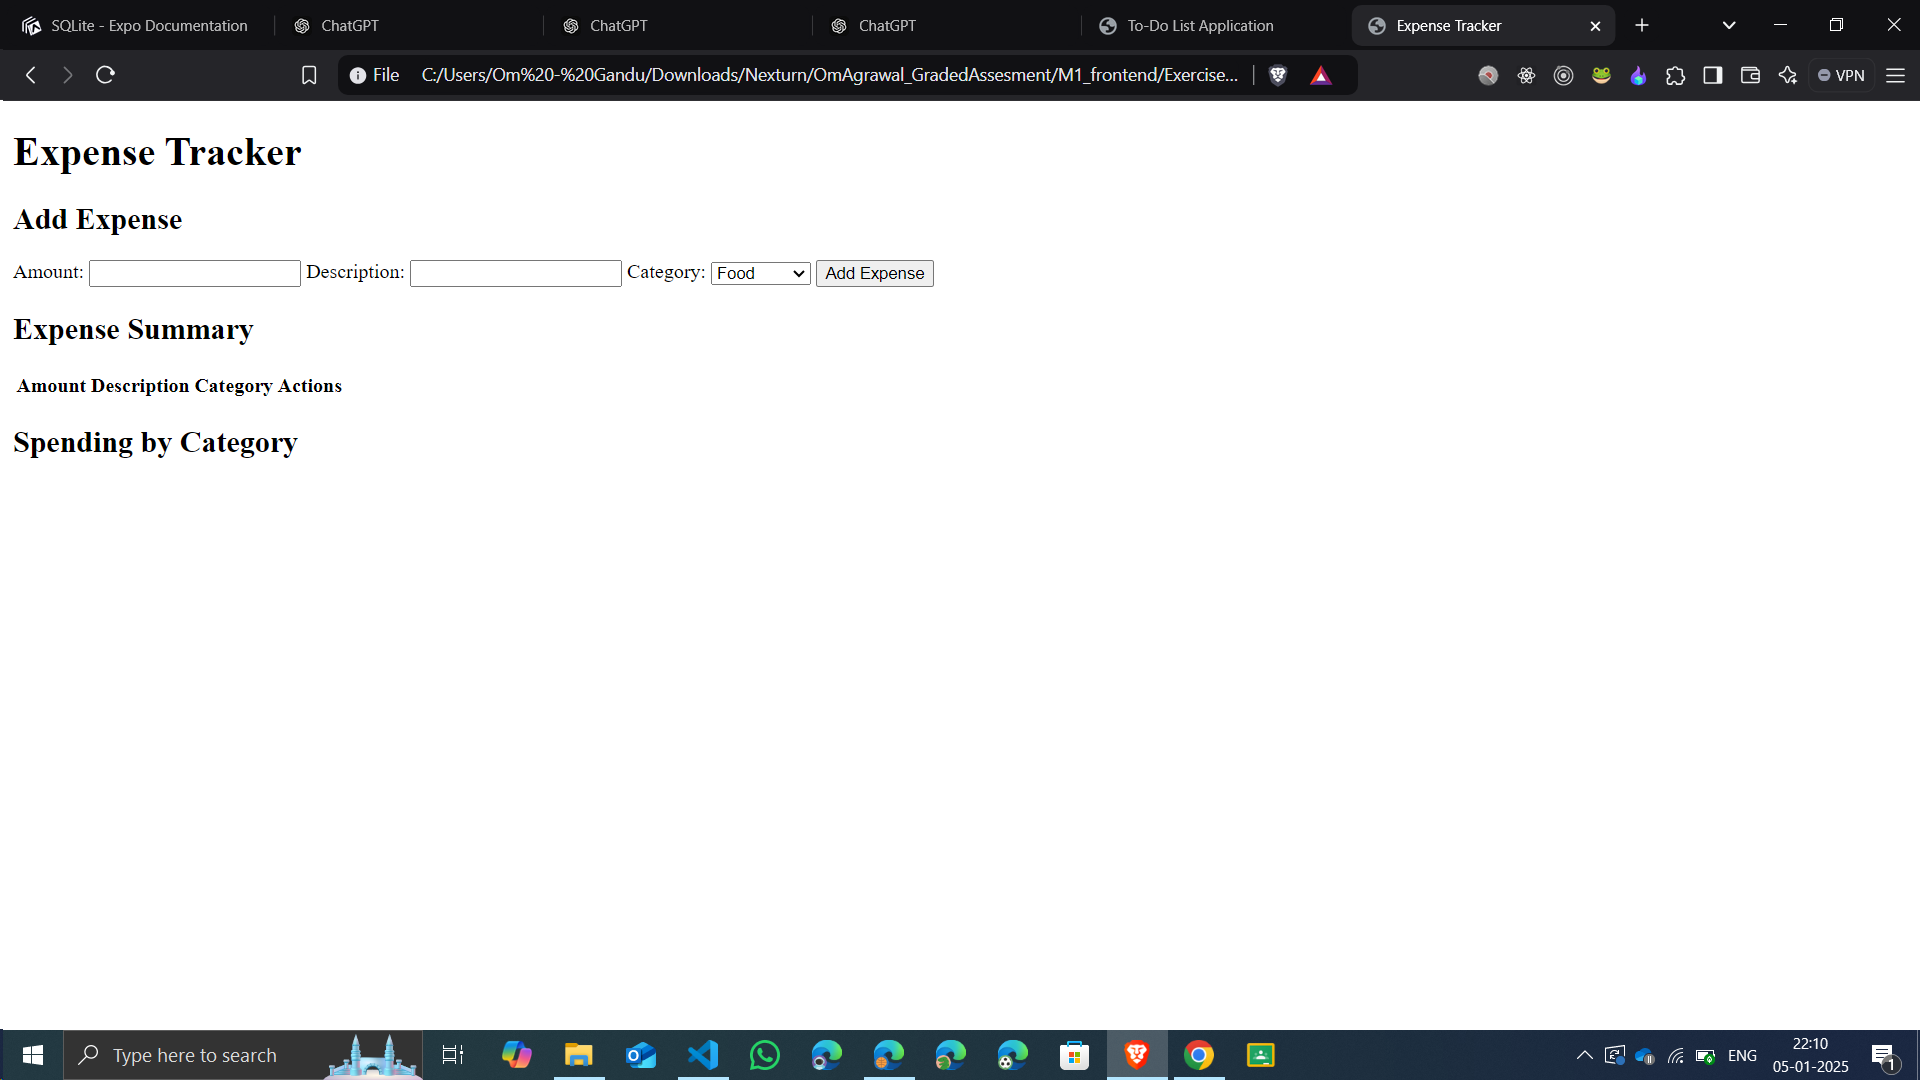 SQLite - Expo Documentation
ChatGPT
ChatGPT
ChatGPT
To-Do List Application
Expense Tracker
File C:/Users/Om%20-%20Gandu/Downloads/Nexturn/OmAgrawal_GradedAssesment/M1_frontend/Exercise...
VPN
Expense Tracker
Add Expense
Amount: Description: Category: Food Add Expense
Expense Summary
Amount Description Category Actions
Spending by Category
Type here to search
ENG
22:10
05-01-2025
1